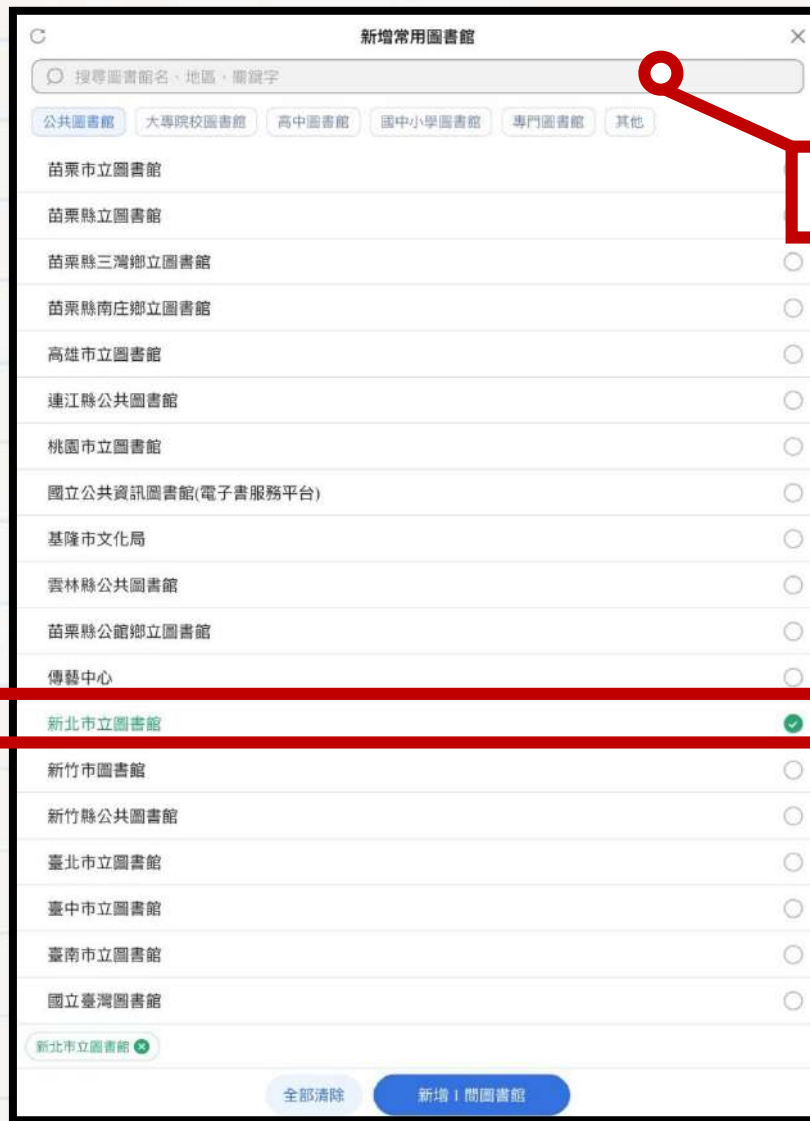 新增常用圖書館
搜尋圖書館名、地區、關鍵字
公共圖書館 大專院校圖書館 高中圖書館 國中小學圖書館 專門圖書館 其他
苗栗市立圖書館
苗栗縣立圖書館
苗栗縣三灣鄉立圖書館
苗栗縣南庄鄉立圖書館
高雄市立圖書館
連江縣公共圖書館
桃園市立圖書館
國立公共資訊圖書館(電子書服務平台)
基隆市文化局
雲林縣公共圖書館
苗栗縣公館鄉立圖書館
傳藝中心
新北市立圖書館
新竹市圖書館
新竹縣公共圖書館
臺北市立圖書館
臺中市立圖書館
臺南市立圖書館
國立臺灣圖書館
新北市立圖書館
全部清除 新增 1 間圖書館